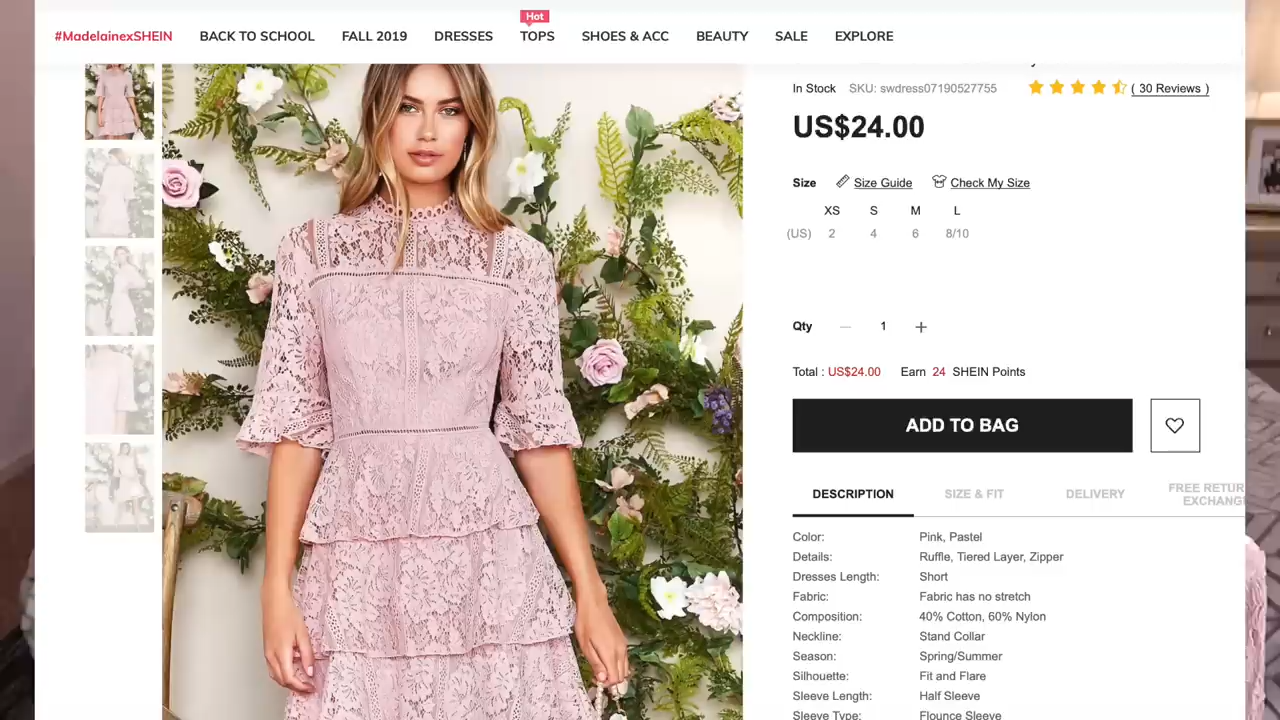 Hot
#MadelainexSHEIN BACK TO SCHOOL FALL 2019 DRESSES TOPS SHOES & ACC BEAUTY SALE EXPLORE
In Stock SKU: swdress07190527755 ( 30 Reviews )
US$24.00
Size Size Guide Check My Size
XS S M L
(US) 2 4 6 8/10
Qty — 1 +
Total : US$24.00 Earn 24 SHEIN Points
ADD TO BAG
DESCRIPTION SIZE & FIT DELIVERY FREE RETUR
EXCHANG
Color: Pink, Pastel
Details: Ruffle, Tiered Layer, Zipper
Dresses Length: Short
Fabric: Fabric has no stretch
Composition: 40% Cotton, 60% Nylon
Neckline: Stand Collar
Season: Spring/Summer
Silhouette: Fit and Flare
Sleeve Length: Half Sleeve
Sleeve Type: Flounce Sleeve